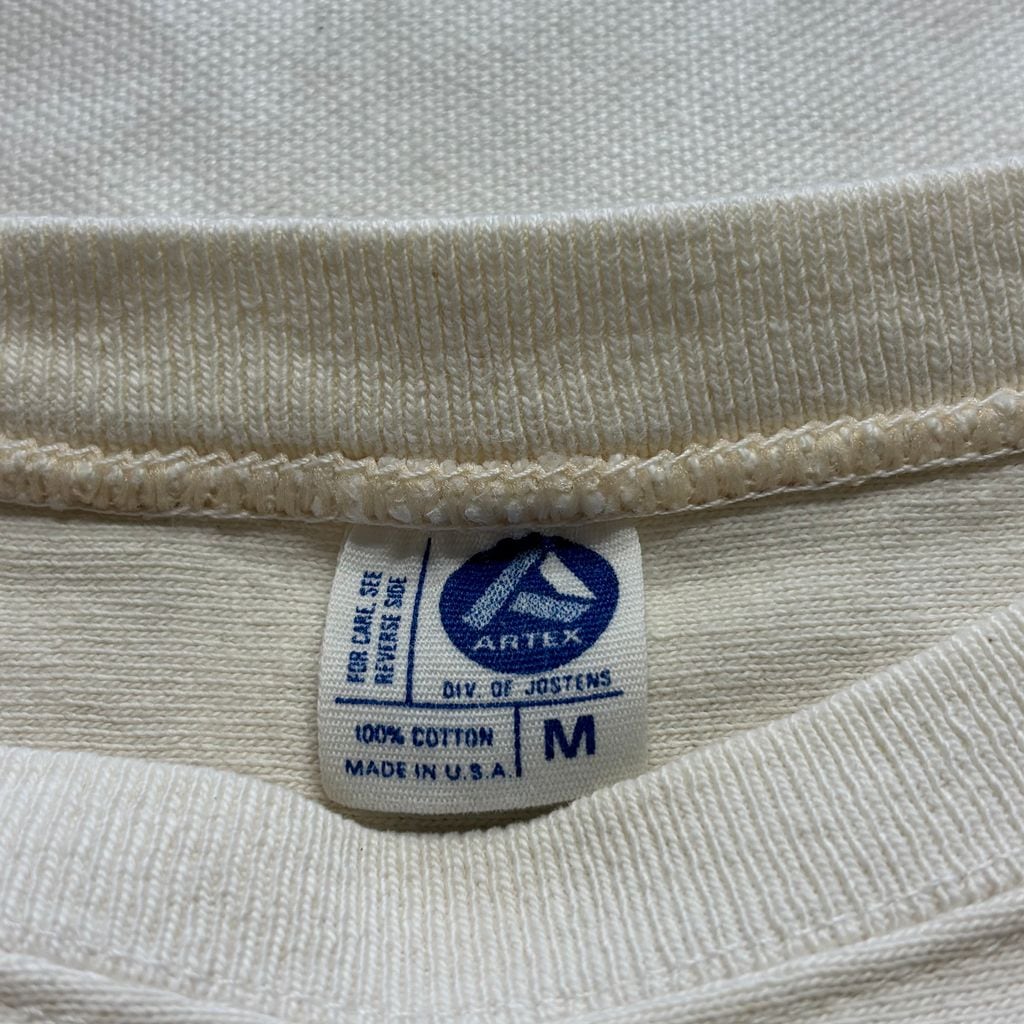 FOR CARE, SEE
REVERSE SIDE
ARTEX
DIV. OF JOSTENS
100% COTTON
MADE IN U.S.A.
M